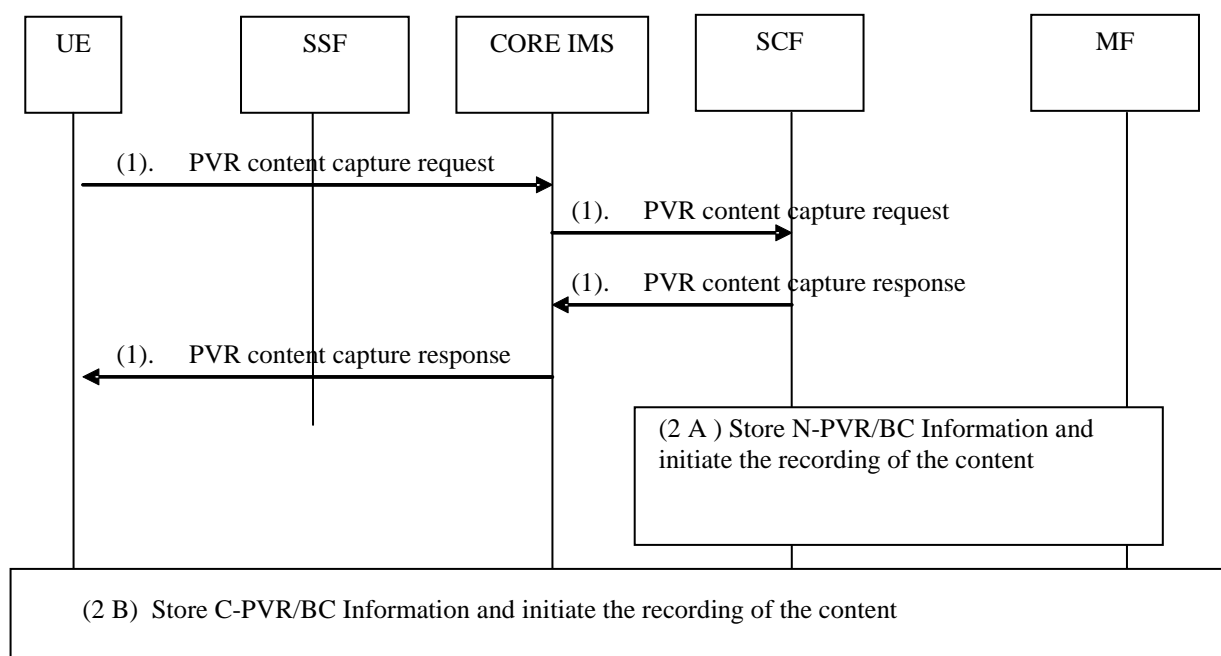 UE
SSF
CORE IMS
SCF
MF
(1). PVR content capture request
(1). PVR content capture request
(1). PVR content capture response
(1). PVR content capture response
(2 A ) Store N-PVR/BC Information and
initiate the recording of the content
(2 B) Store C-PVR/BC Information and initiate the recording of the content